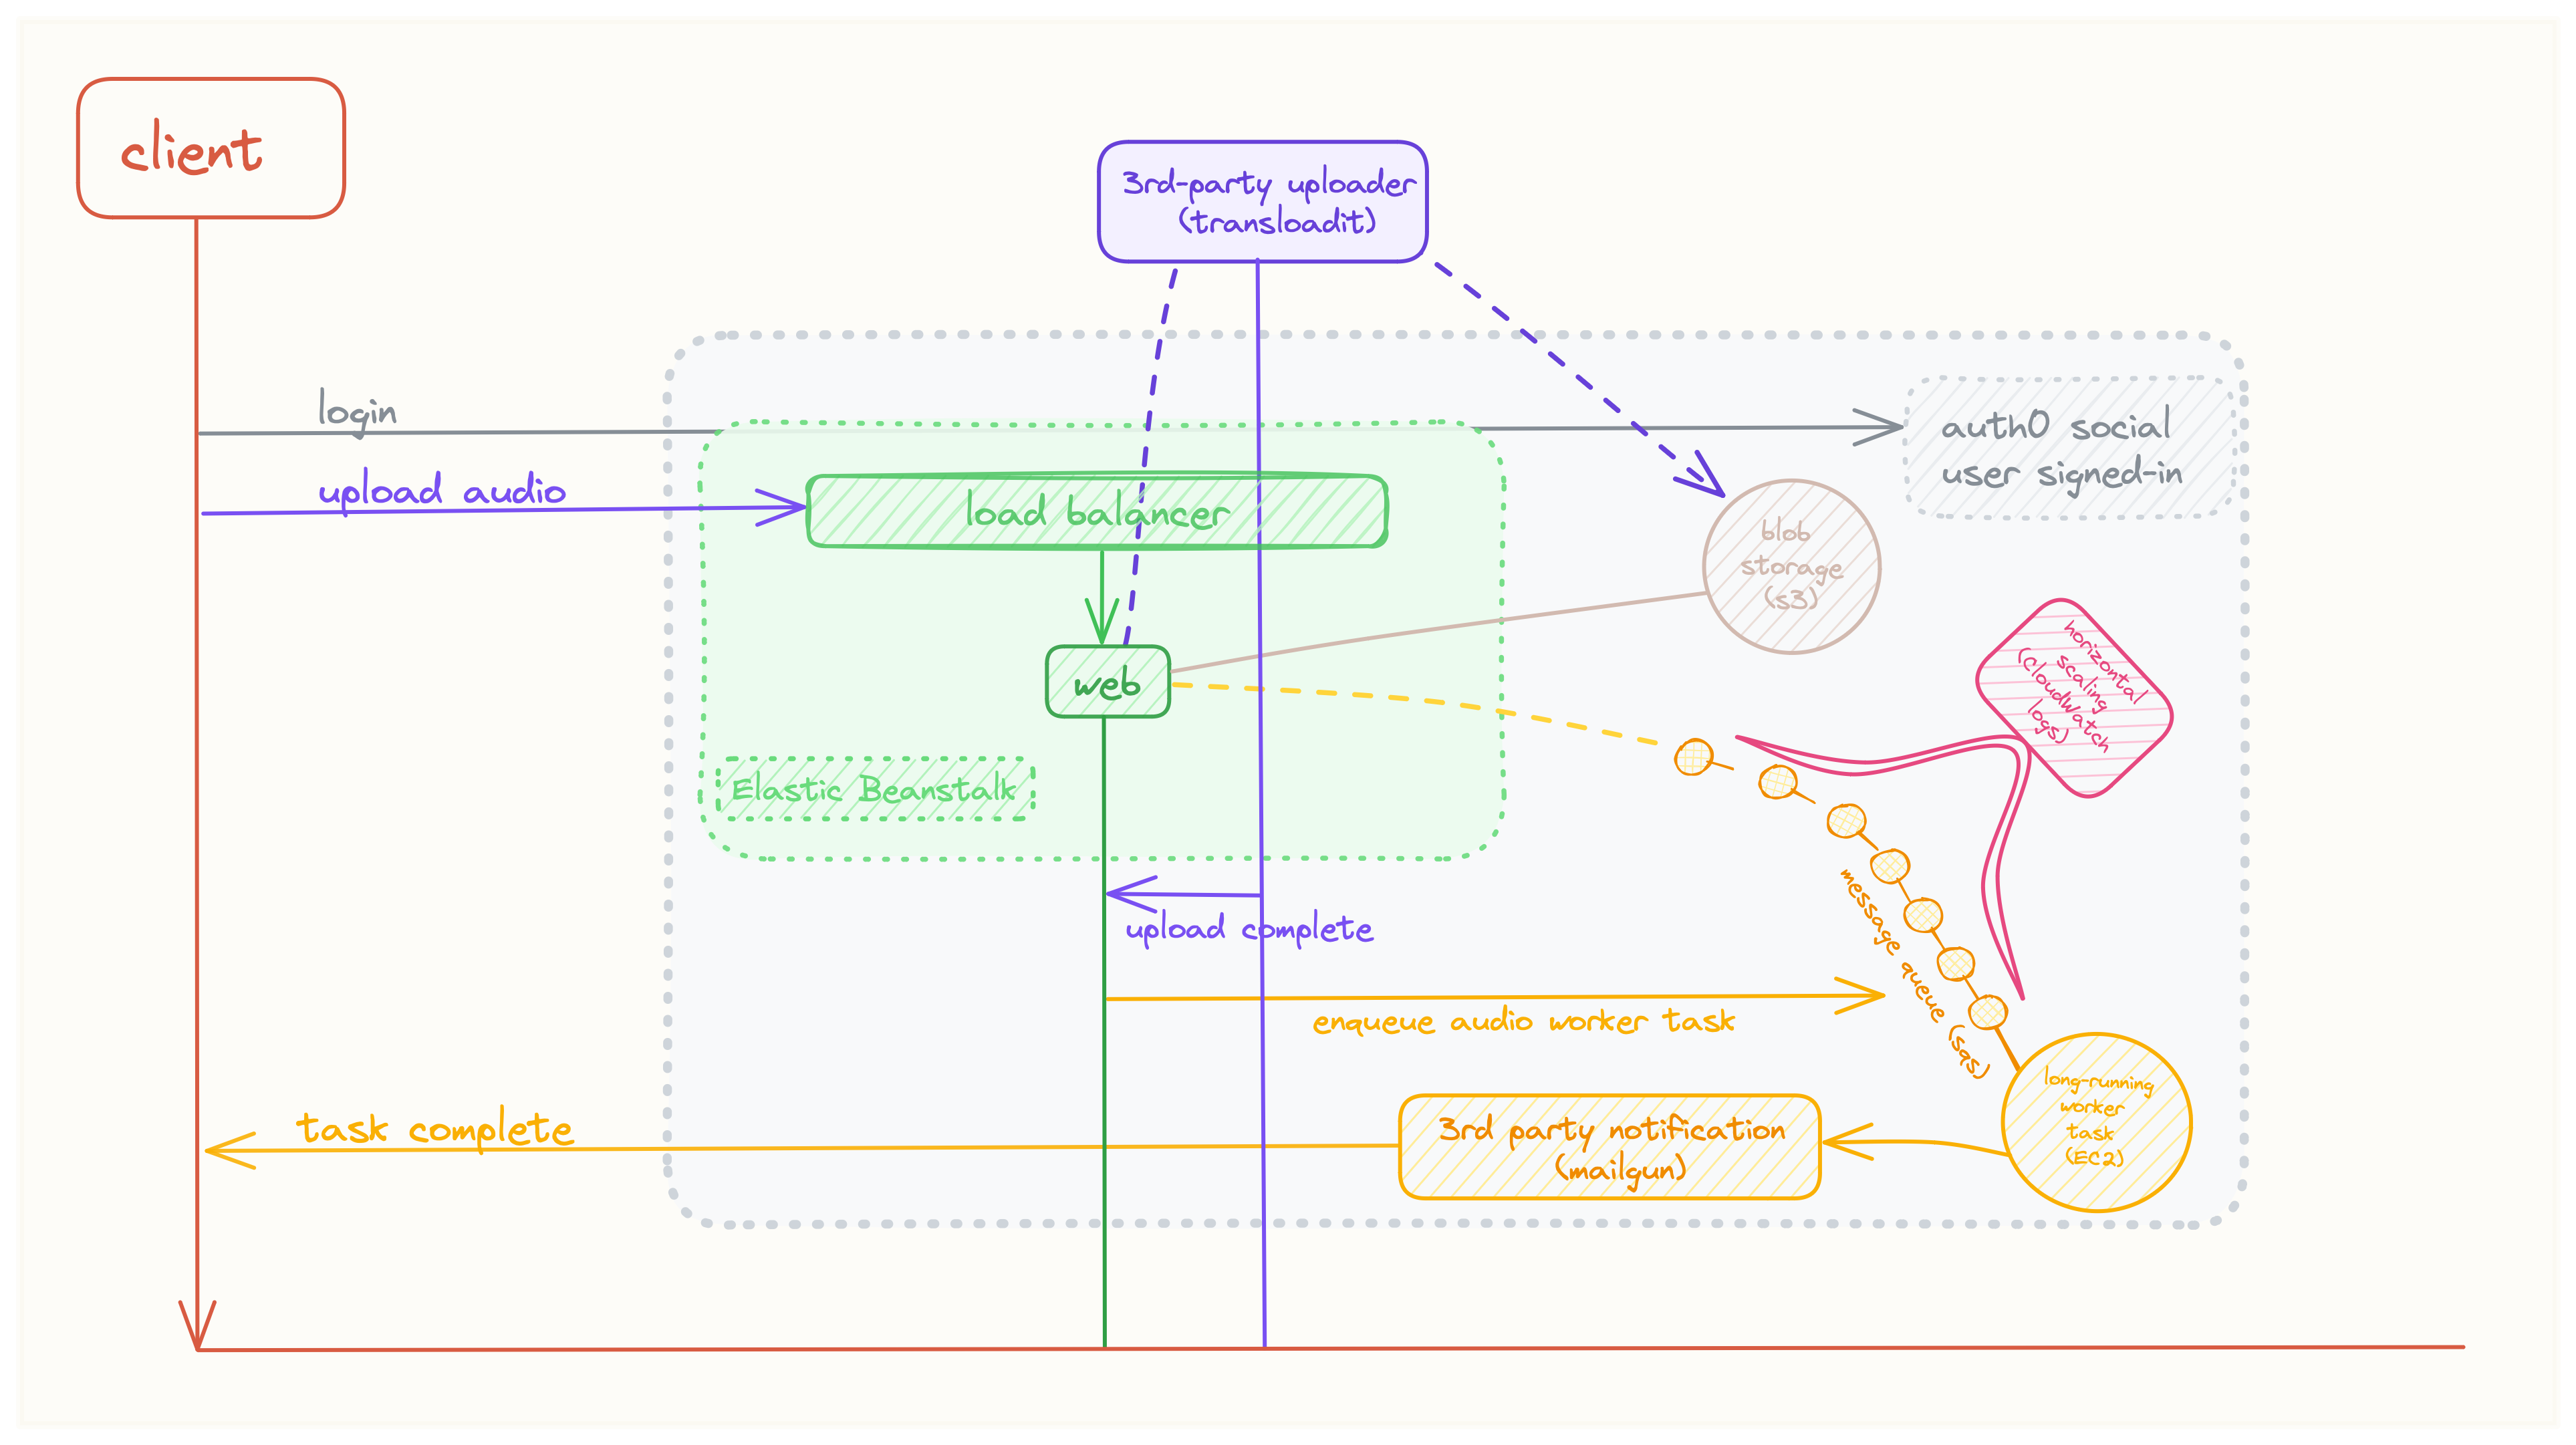 client
3rd-party uploader
(transloadit)
login
auth0 social
user signed-in
upload audio
load balancer
blob
storage
(s3)
horizontal
scaling
(CloudWatch
logs)
web
Elastic Beanstalk
upload complete
message queue (sqs)
enqueue audio worker task
long-running
worker
task
(EC2)
task complete
3rd party notification
(mailgun)